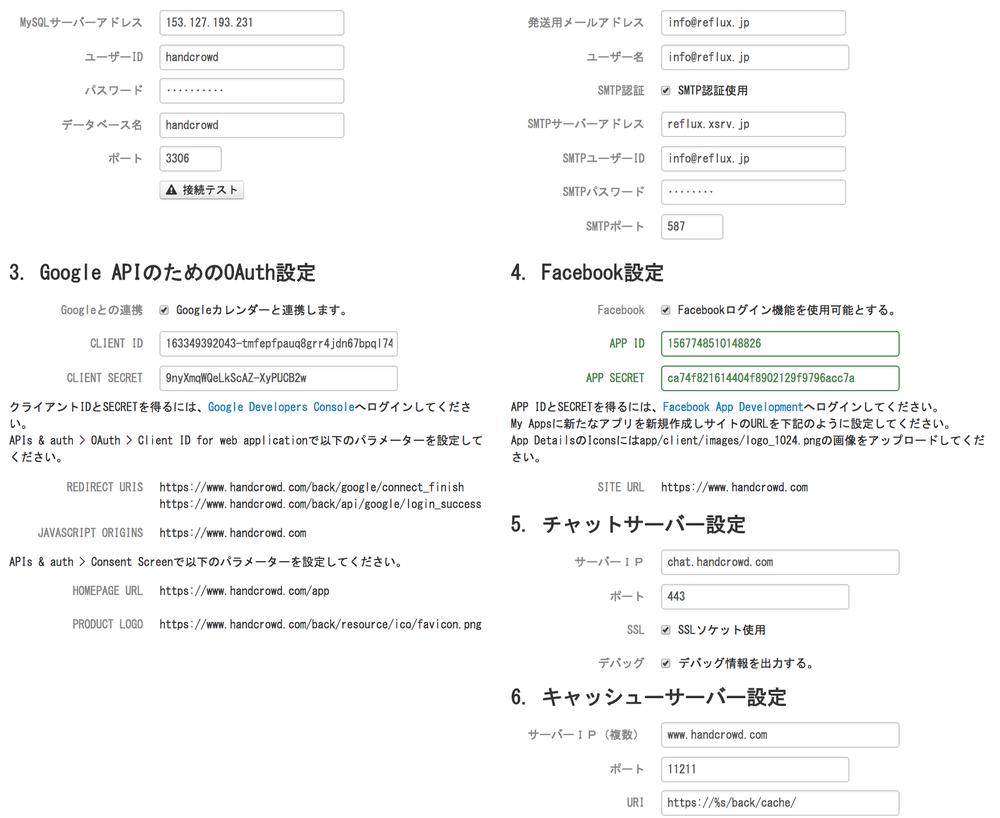 MySQLサーバーアドレス 153.127.193.231
ユーザーID handcrowd
パスワード ··········
データベース名 handcrowd
ポート 3306
接続テスト
発送用メールアドレス info@reflux.jp
ユーザー名 info@reflux.jp
SMTP認証 SMTP認証使用
SMTPサーバーアドレス reflux.xsrv.jp
SMTPユーザーID info@reflux.jp
SMTPパスワード ········
SMTPポート 587
3. Google APIのためのOAuth設定
Googleとの連携 Googleカレンダーと連携します。
CLIENT ID 163349392043-tmfepfpauq8grr4jdn67bpql74
CLIENT SECRET 9nyXmqWQeLkScAZ-XyPUCB2w
クライアントIDとSECRETを得るには、Google Developers Consoleへログインしてくださ
い。
APIs & auth > OAuth > Client ID for web applicationで以下のパラメーターを設定して
ください。
REDIRECT URIS https://www.handcrowd.com/back/google/connect_finish
https://www.handcrowd.com/back/api/google/login_success
JAVASCRIPT ORIGINS https://www.handcrowd.com
APIs & auth > Consent Screenで以下のパラメーターを設定してください。
HOMEPAGE URL https://www.handcrowd.com/app
PRODUCT LOGO https://www.handcrowd.com/back/resource/ico/favicon.png
4. Facebook設定
Facebook Facebookログイン機能を使用可能とする。
APP ID 1567748510148826
APP SECRET ca74f821614404f8902129f9796acc7a
APP IDとSECRETを得るには、Facebook App Developmentへログインしてください。
My Appsに新たなアプリを新規作成しサイトのURLを下記のように設定してください。
App DetailsのIconsにはapp/client/images/logo_1024.pngの画像をアップロードしてくだ
さい。
SITE URL https://www.handcrowd.com
5. チャットサーバー設定
サーバーＩＰ chat.handcrowd.com
ポート 443
SSL SSLソケット使用
デバッグ デバッグ情報を出力する。
6. キャッシューサーバー設定
サーバーＩＰ（複数） www.handcrowd.com
ポート 11211
URI https://%s/back/cache/